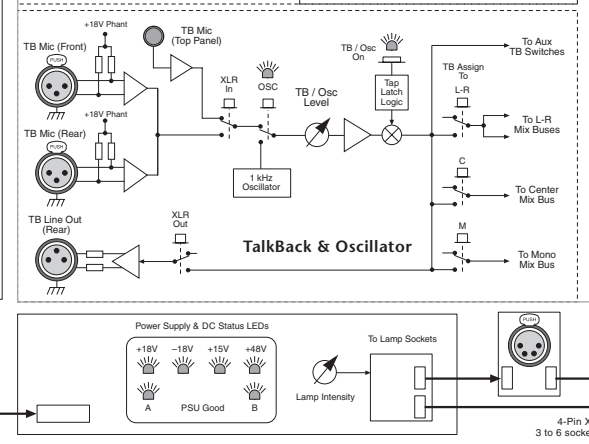 +18V Phant
TB Mic (Front)
PUSH
TB Mic
(Top Panel)
XLR
In
OSC
TB / Osc
Level
TB / Osc
On
Tap
Latch
Logic
TB Assign
To
L-R
To Aux
TB Switches
To L-R
Mix Buses
+18V Phant
TB Mic (Rear)
PUSH
1 kHz
Oscillator
C
To Center
Mix Bus
TB Line Out
(Rear)
XLR
Out
TalkBack & Oscillator
M
To Mono
Mix Bus
Power Supply & DC Status LEDs
+18V
–18V
+15V
+48V
A
PSU Good
B
Lamp Intensity
To Lamp Sockets
PUSH
4-Pin X
3 to 6 socke